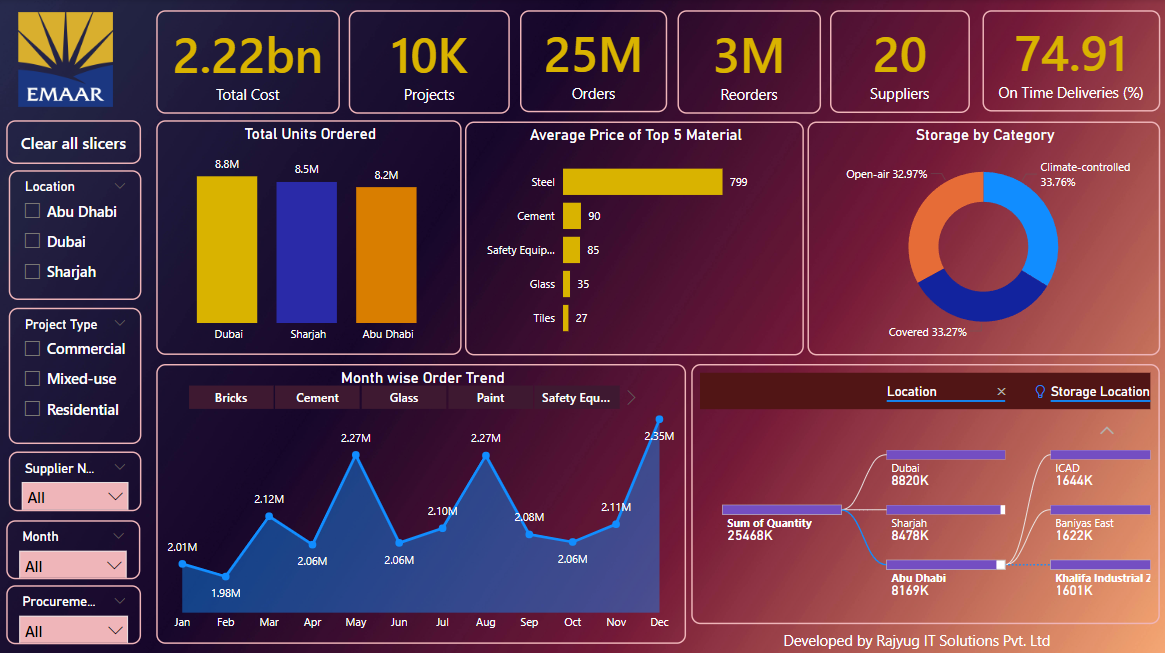 EMAAR
2.22bn
Total Cost
10K
Projects
25M
Orders
3M
Reorders
20
Suppliers
74.91
On Time Deliveries (%)
Clear all slicers
Location
Abu Dhabi
Dubai
Sharjah
Project Type
Commercial
Mixed-use
Residential
Supplier N...
All
Month
All
Procureme...
All
Total Units Ordered
8.8M
8.5M
8.2M
Dubai
Sharjah
Abu Dhabi
Average Price of Top 5 Material
Steel 799
Cement 90
Safety Equip... 85
Glass 35
Tiles 27
Storage by Category
Open-air 32.97%
Climate-controlled
33.76%
Covered 33.27%
Month wise Order Trend
Bricks Cement Glass Paint Safety Equ...
2.01M
1.98M
2.12M
2.06M
2.27M
2.06M
2.10M
2.27M
2.08M
2.06M
2.11M
2.35M
Jan Feb Mar Apr May Jun Jul Aug Sep Oct Nov Dec
Location
Storage Location
Sum of Quantity
25468K
Dubai
8820K
Sharjah
8478K
Abu Dhabi
8169K
ICAD
1644K
Baniyas East
1622K
Khalifa Industrial Z
1601K
Developed by Rajyug IT Solutions Pvt. Ltd